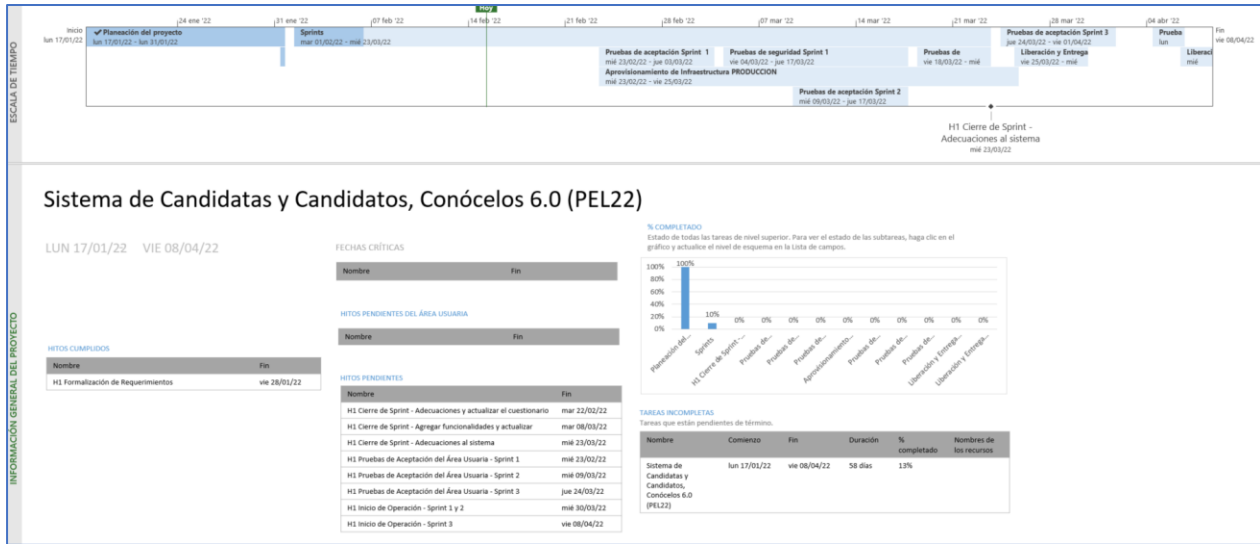 Hoy
24 ene '22 31 ene '22 07 feb '22 14 feb '22 21 feb '22 28 feb '22 07 mar '22 14 mar '22 21 mar '22 28 mar '22 04 abr '22
ESCALA DE TIEMPO
Inicio
lun 17/01/22
✔ Planeación del proyecto
lun 17/01/22 - lun 31/01/22
Sprints
mar 01/02/22 - mié 23/03/22
Pruebas de aceptación Sprint 3
jue 24/03/22 - vie 01/04/22
Prueba
lun
Fin
vie 08/04/22
Pruebas de aceptación Sprint 1
mié 23/02/22 - jue 03/03/22
Pruebas de seguridad Sprint 1
vie 04/03/22 - jue 17/03/22
Pruebas de
vie 18/03/22 - mié
Liberación y Entrega
vie 25/03/22 - mié
Liberaci
mié
Aprovisionamiento de Infraestructura PRODUCCION
mié 23/02/22 - vie 25/03/22
Pruebas de aceptación Sprint 2
mié 09/03/22 - jue 17/03/22
H1 Cierre de Sprint -
Adecuaciones al sistema
mié 23/03/22
INFORMACIÓN GENERAL DEL PROYECTO
Sistema de Candidatas y Candidatos, Conócelos 6.0 (PEL22)
LUN 17/01/22 VIE 08/04/22
HITOS CUMPLIDOS
Nombre Fin
H1 Formalización de Requerimientos vie 28/01/22
FECHAS CRÍTICAS
Nombre Fin
HITOS PENDIENTES DEL ÁREA USUARIA
Nombre Fin
HITOS PENDIENTES
Nombre Fin
H1 Cierre de Sprint - Adecuaciones y actualizar el cuestionario mar 22/02/22
H1 Cierre de Sprint - Agregar funcionalidades y actualizar mar 08/03/22
H1 Cierre de Sprint - Adecuaciones al sistema mié 23/03/22
H1 Pruebas de Aceptación del Área Usuaria - Sprint 1 mié 23/02/22
H1 Pruebas de Aceptación del Área Usuaria - Sprint 2 mié 09/03/22
H1 Pruebas de Aceptación del Área Usuaria - Sprint 3 jue 24/03/22
H1 Inicio de Operación - Sprint 1 y 2 mié 30/03/22
H1 Inicio de Operación - Sprint 3 vie 08/04/22
% COMPLETADO
Estado de todas las tareas de nivel superior. Para ver el estado de las subtareas, haga clic en el
gráfico y actualice el nivel de esquema en la Lista de campos.
100%
80%
60%
40%
20%
0%
100% 10% 0% 0% 0% 0% 0% 0% 0% 0% 0% 0%
Planeación del...
Sprints
H1 Cierre de Sprint -...
Pruebas de...
Pruebas de...
Pruebas de...
Aprovisionamiento...
Pruebas de...
Pruebas de...
Pruebas de...
Liberación y Entrega...
Liberación y Entrega...
TAREAS INCOMPLETAS
Tareas que están pendientes de término.
Nombre Comienzo Fin Duración % completado Nombres de los recursos
Sistema de lun 17/01/22 vie 08/04/22 58 días 13%
Candidatas y
Candidatos,
Conócelos 6.0
(PEL22)